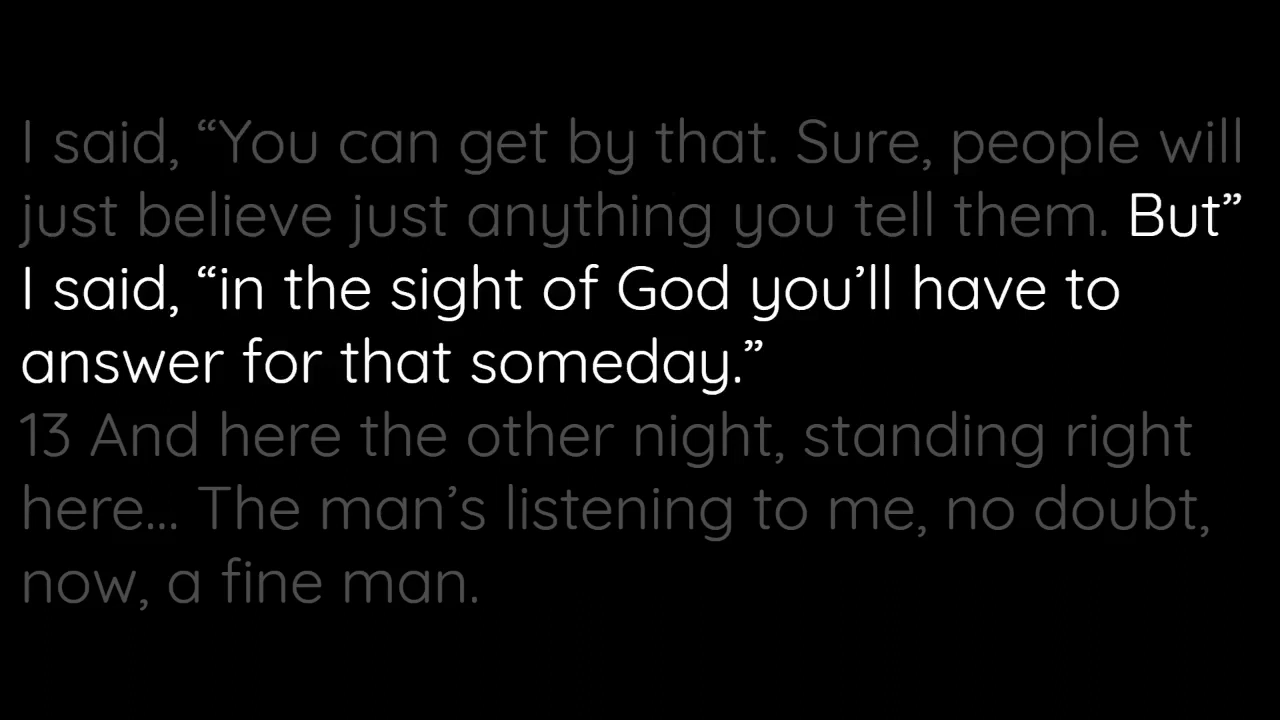 I said, “You can get by that. Sure, people will
just believe just anything you tell them. But”
I said, “in the sight of God you’ll have to
answer for that someday.”
13 And here the other night, standing right
here... The man’s listening to me, no doubt,
now, a fine man.